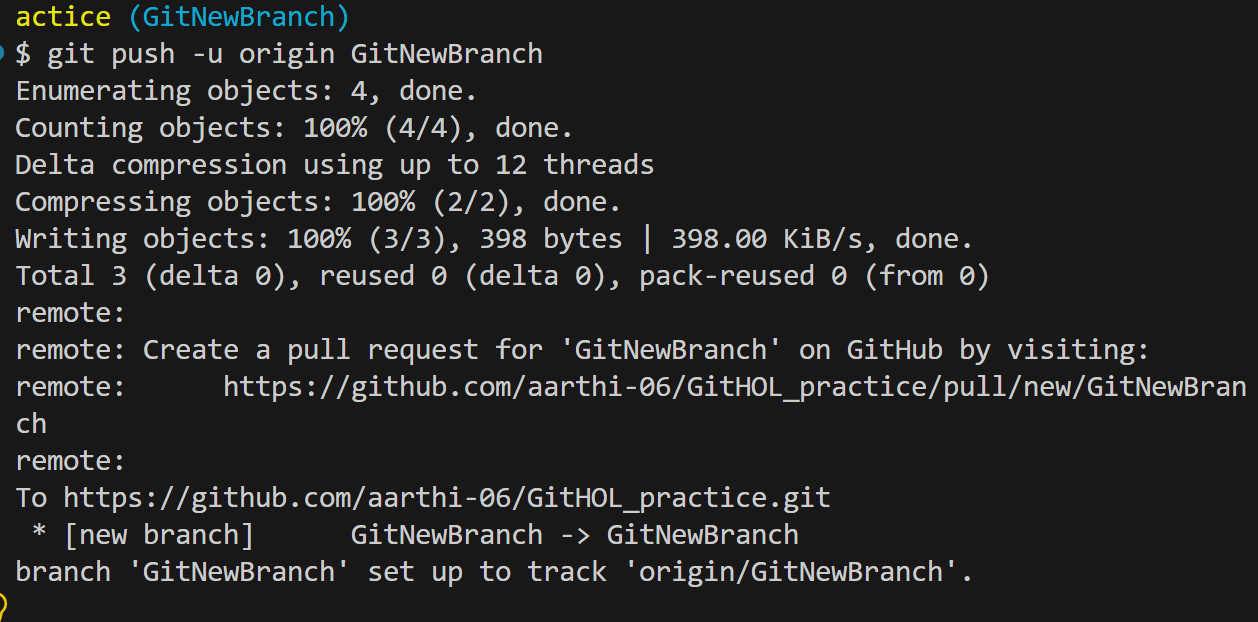 actice (GitNewBranch)
$ git push -u origin GitNewBranch
Enumerating objects: 4, done.
Counting objects: 100% (4/4), done.
Delta compression using up to 12 threads
Compressing objects: 100% (2/2), done.
Writing objects: 100% (3/3), 398 bytes | 398.00 KiB/s, done.
Total 3 (delta 0), reused 0 (delta 0), pack-reused 0 (from 0)
remote:
remote: Create a pull request for 'GitNewBranch' on GitHub by visiting:
remote:      https://github.com/aarthi-06/GitHOL_practice/pull/new/GitNewBran
ch
remote:
To https://github.com/aarthi-06/GitHOL_practice.git
 * [new branch]      GitNewBranch -> GitNewBranch
branch 'GitNewBranch' set up to track 'origin/GitNewBranch'.